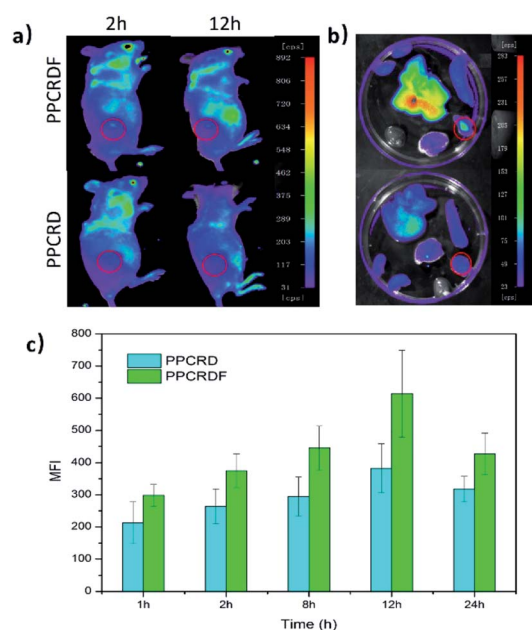 a)
2h
12h
b)
PPCRDF
PPCRD
[cps]
892
806
720
634
548
462
375
289
203
117
31
[cps]
[cps]
257
231
179
153
127
101
75
49
23
[cps]
c)
PPCRD
PPCRDF
MFI
800
700
600
500
400
300
200
100
0
1h
2h
8h
12h
24h
Time (h)